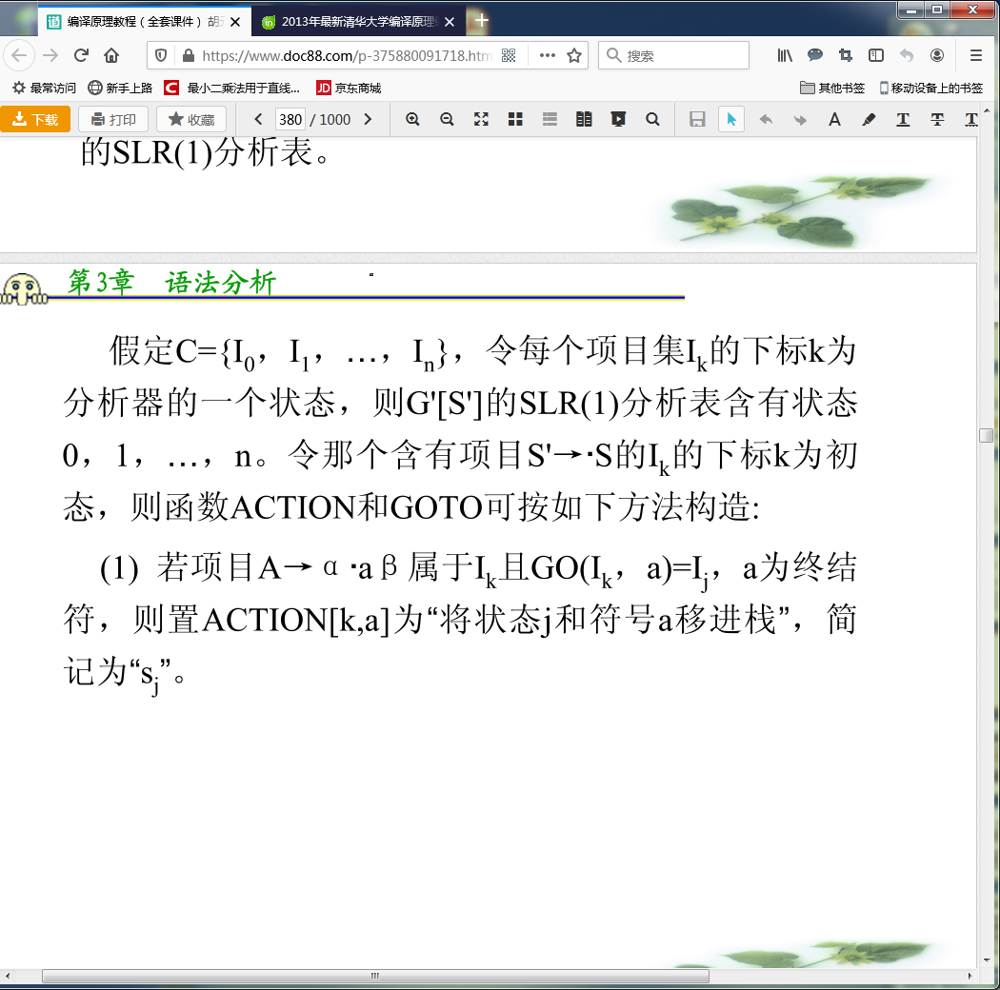 编译原理教程（全套课件）胡
2013年最新清华大学编译原理
https://www.doc88.com/p-375880091718.htm
搜索
最常访问 新手上路 最小二乘法用于直线... JD 京东商城 其他书签 移动设备上的书签
下载 打印 收藏 380 / 1000
的SLR(1)分析表。
第3章 语法分析
假定C={I0，I1，…，In}，令每个项目集Ik的下标k为
分析器的一个状态，则G'[S']的SLR(1)分析表含有状态
0，1，…，n。令那个含有项目S'→·S的Ik的下标k为初
态，则函数ACTION和GOTO可按如下方法构造:
(1) 若项目A→α·aβ属于Ik且GO(Ik，a)=Ij，a为终结
符，则置ACTION[k,a]为“将状态j和符号a移进栈”，简
记为“sj”。